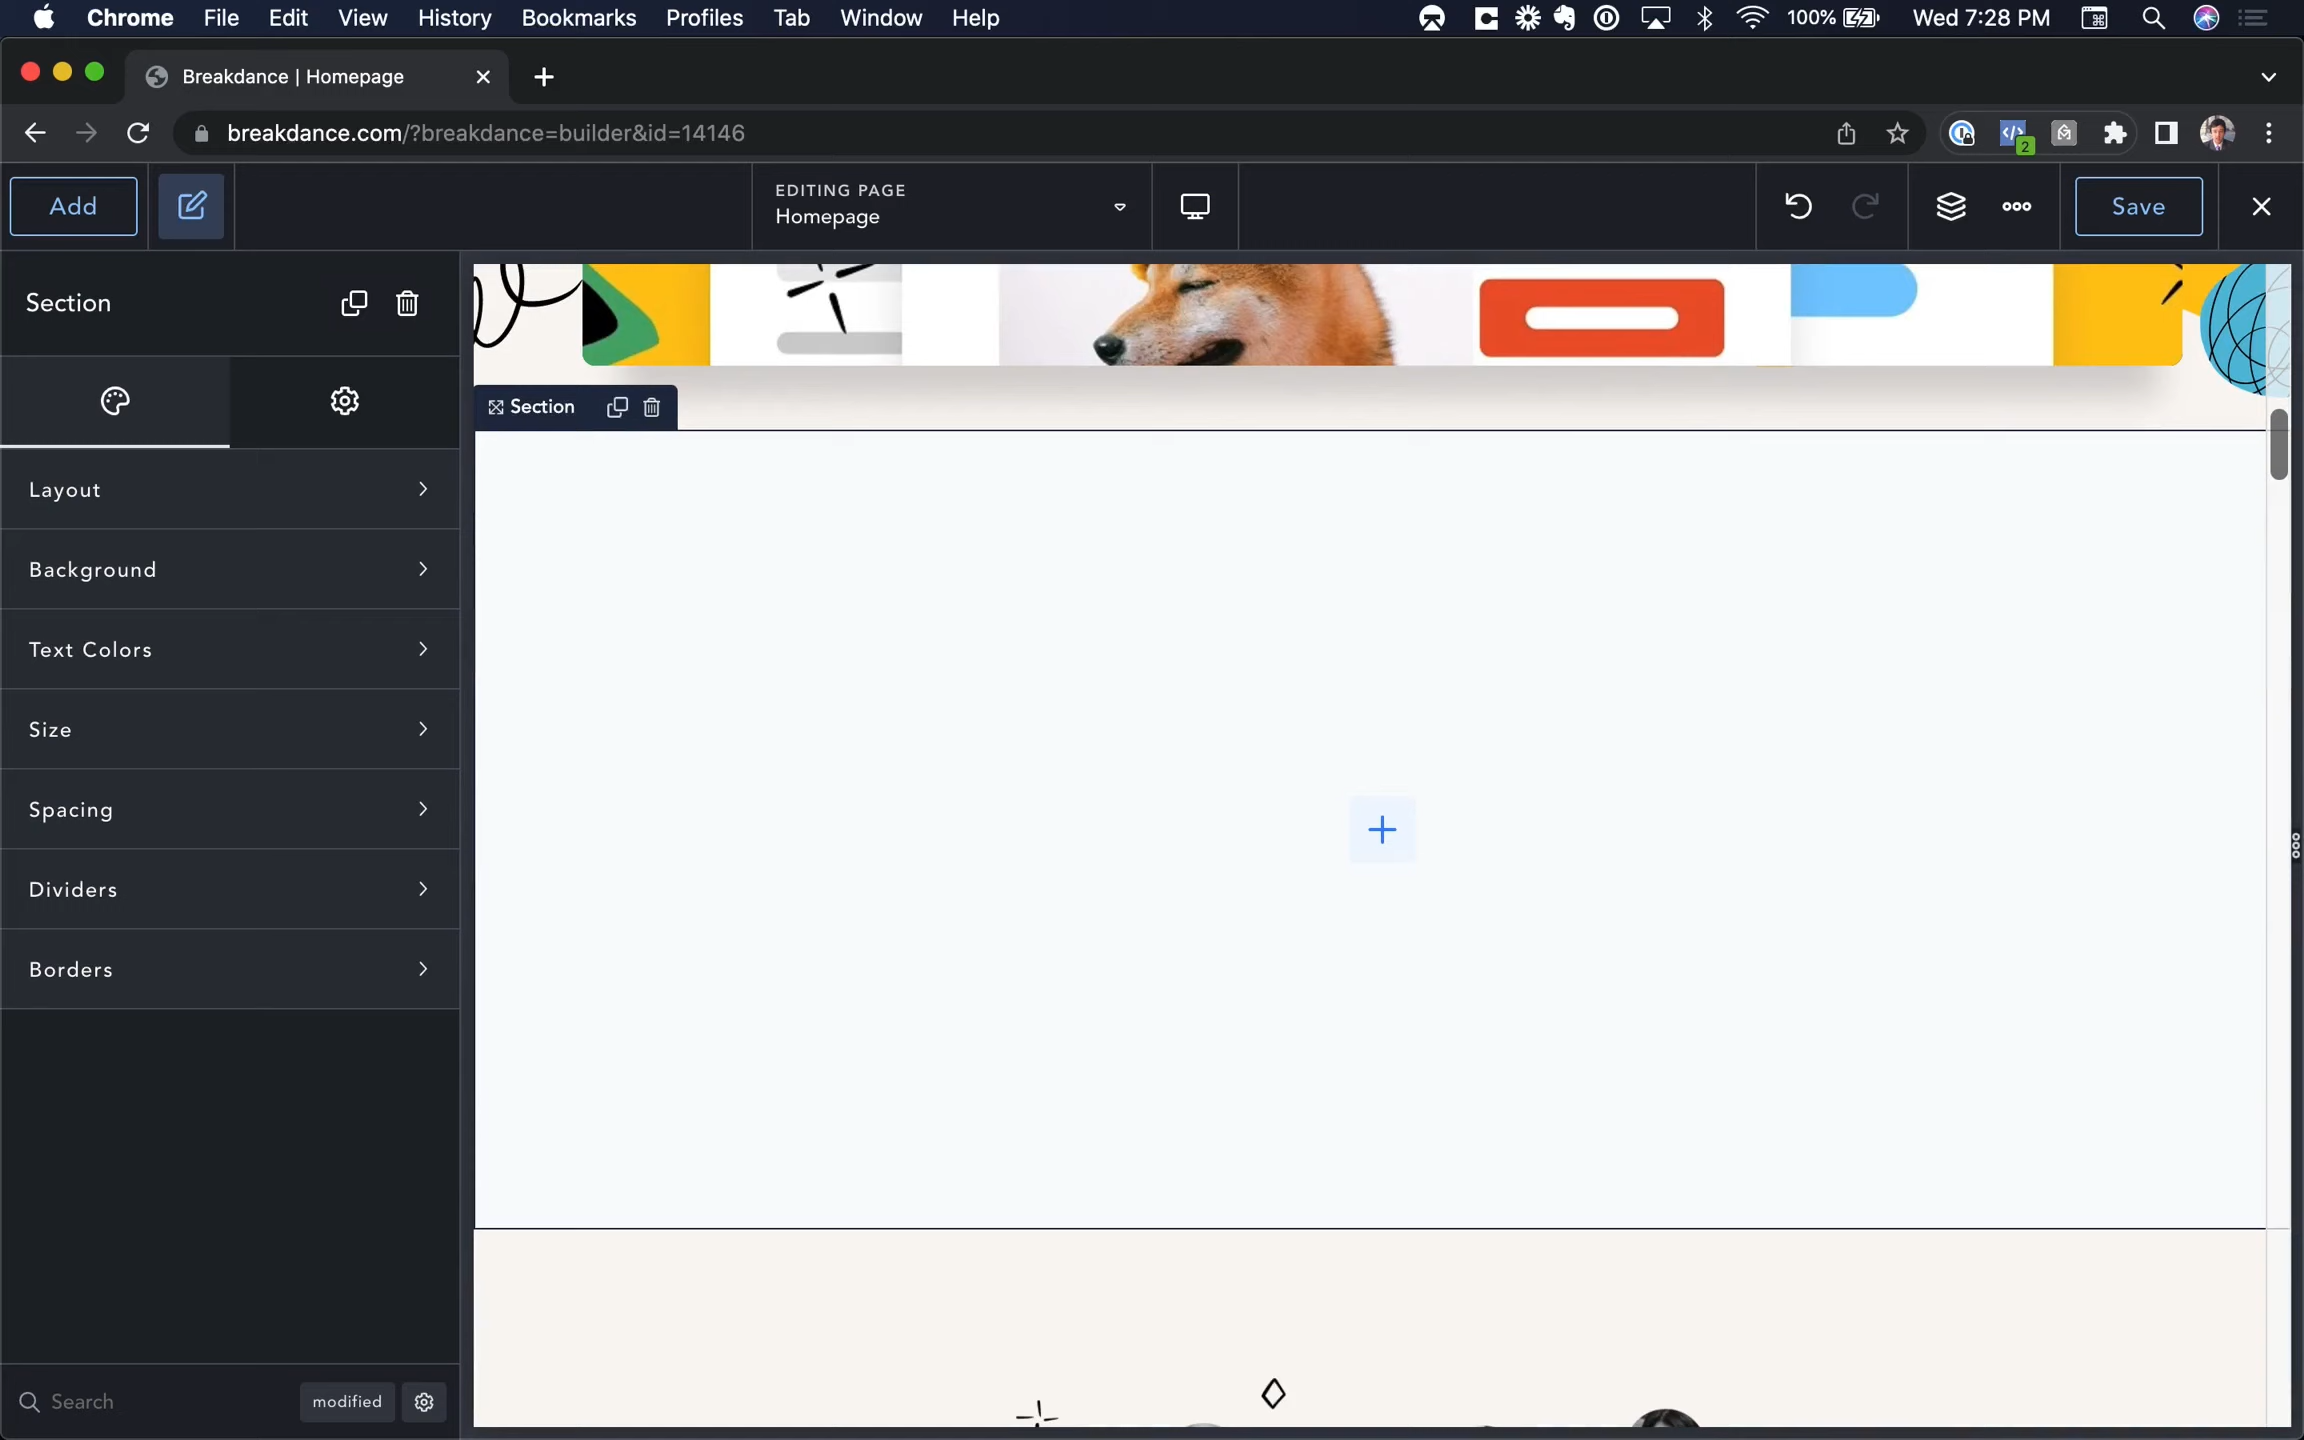 Chrome File Edit View History Bookmarks Profiles Tab Window Help 100% Wed 7:28 PM
Breakdance | Homepage
breakdance.com/?breakdance=builder&id=14146
2
Add
EDITING PAGE
Homepage
Save
Section
Section
Layout
Background
Text Colors
Size
Spacing
Dividers
Borders
Search
modified